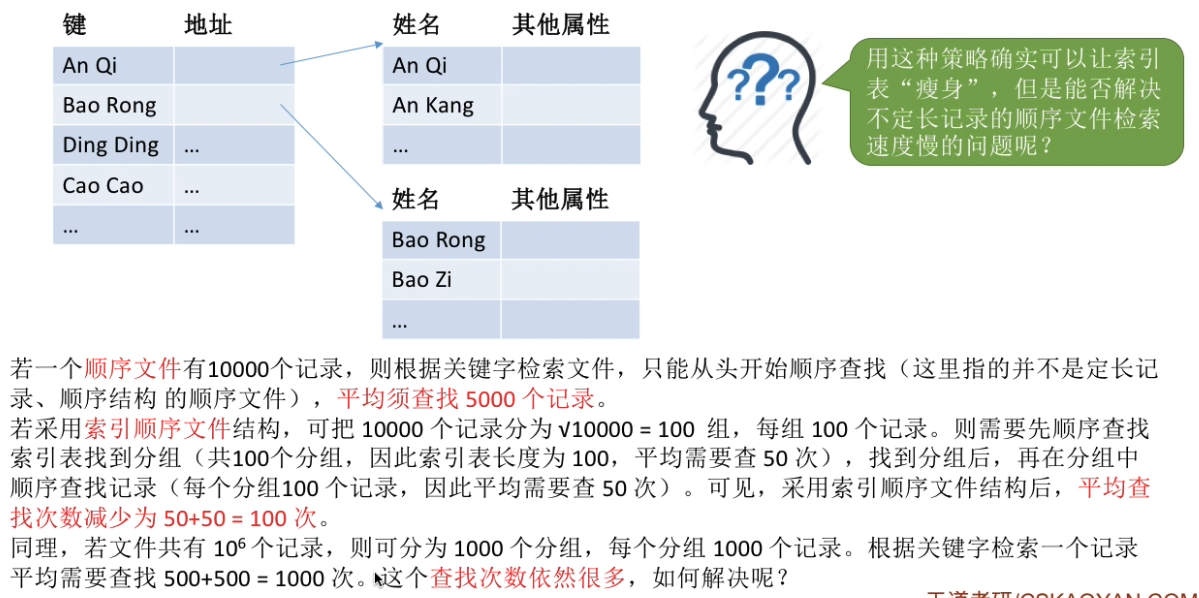 键 地址
An Qi
Bao Rong
Ding Ding ...
Cao Cao ...
... ...
姓名 其他属性
An Qi
An Kang
...
姓名 其他属性
Bao Rong
Bao Zi
...
???
用这种策略确实可以让索引
表“瘦身”，但是能否解决
不定长记录的顺序文件检索
速度慢的问题呢？
若一个顺序文件有10000个记录，则根据关键字检索文件，只能从头开始顺序查找（这里指的并不是定长记
录、顺序结构 的顺序文件），平均须查找 5000 个记录。
若采用索引顺序文件结构，可把 10000 个记录分为 √10000 = 100 组，每组 100 个记录。则需要先顺序查找
索引表找到分组（共100个分组，因此索引表长度为 100，平均需要查 50 次），找到分组后，再在分组中
顺序查找记录（每个分组100 个记录，因此平均需要查 50 次）。可见，采用索引顺序文件结构后，平均查
找次数减少为 50+50 = 100 次。
同理，若文件共有 10⁶ 个记录，则可分为 1000 个分组，每个分组 1000 个记录。根据关键字检索一个记录
平均需要查找 500+500 = 1000 次。这个查找次数依然很多，如何解决呢？